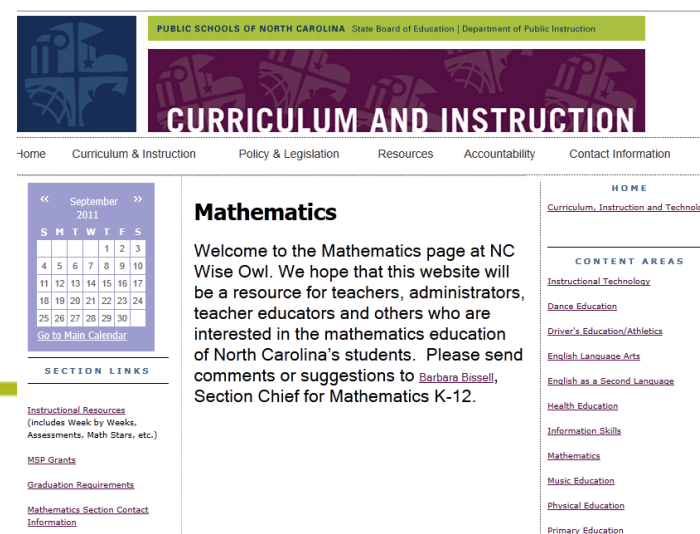 PUBLIC SCHOOLS OF NORTH CAROLINA State Board of Education | Department of Public Instruction
CURRICULUM AND INSTRUCTION
Home Curriculum & Instruction Policy & Legislation Resources Accountability Contact Information
« September »
2011
S M T W T F S
1 2 3
4 5 6 7 8 9 10
11 12 13 14 15 16 17
18 19 20 21 22 23 24
25 26 27 28 29 30
Go to Main Calendar
SECTION LINKS
Instructional Resources
(includes Week by Weeks,
Assessments, Math Stars, etc.)
MSP Grants
Graduation Requirements
Mathematics Section Contact
Information
Mathematics
Welcome to the Mathematics page at NC
Wise Owl. We hope that this website will
be a resource for teachers, administrators,
teacher educators and others who are
interested in the mathematics education
of North Carolina's students. Please send
comments or suggestions to Barbara Bissell,
Section Chief for Mathematics K-12.
HOME
Curriculum, Instruction and Technolo
CONTENT AREAS
Instructional Technology
Dance Education
Driver's Education/Athletics
English Language Arts
English as a Second Language
Health Education
Information Skills
Mathematics
Music Education
Physical Education
Primary Education